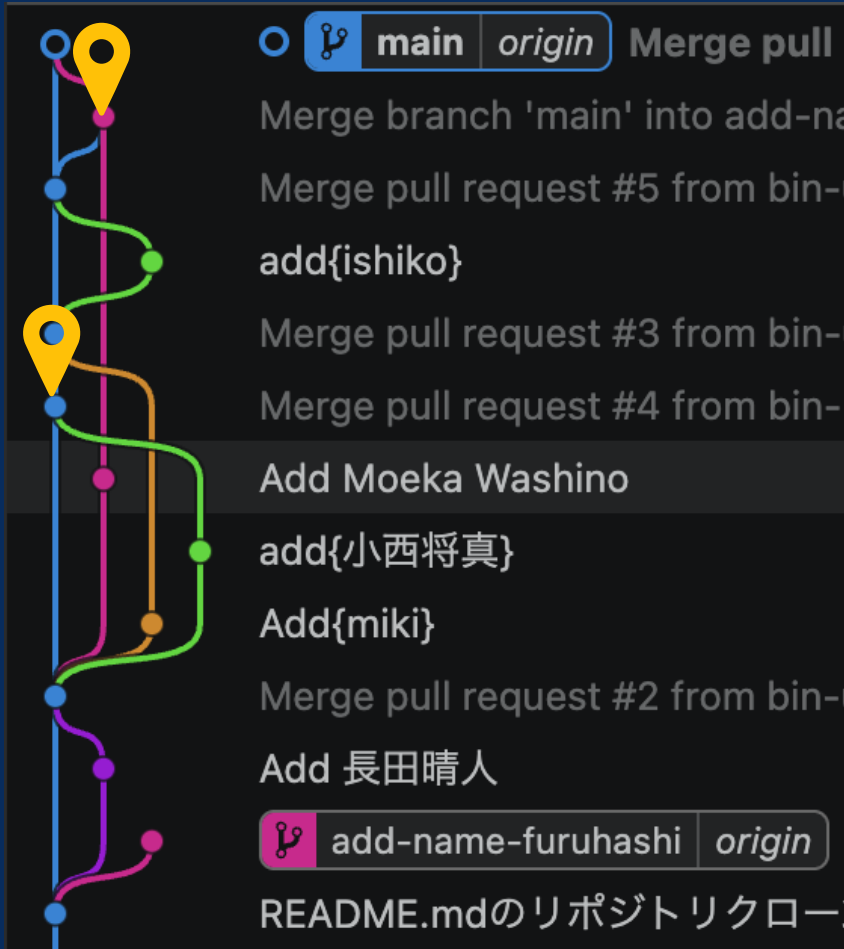 main origin Merge pull
Merge branch 'main' into add-na
Merge pull request #5 from bin-
add{ishiko}
Merge pull request #3 from bin-
Merge pull request #4 from bin-
Add Moeka Washino
add{小西将真}
Add{miki}
Merge pull request #2 from bin-
Add 長田晴人
add-name-furuhashi origin
README.mdのリポジトリクロー